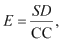 E = SD/CC,